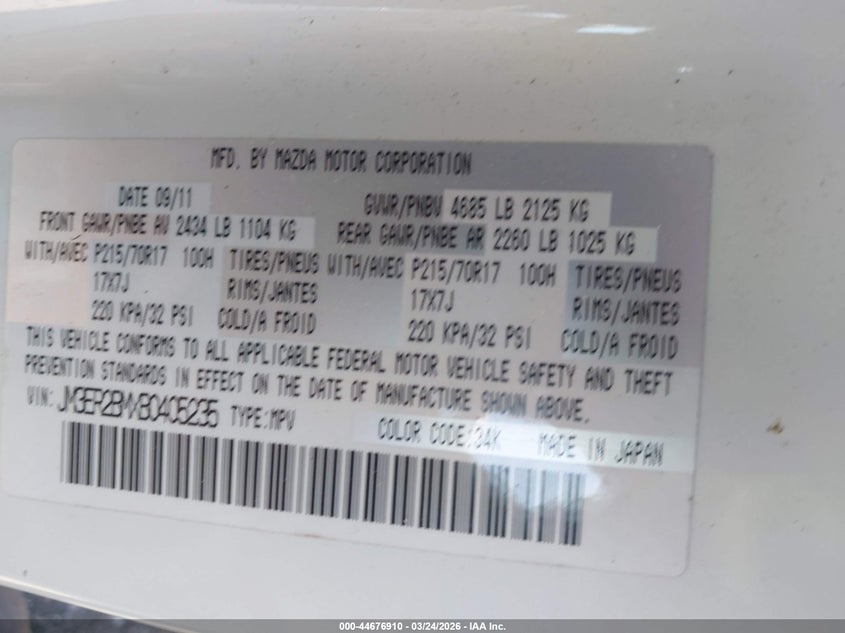 MFD. BY MAZDA MOTOR CORPORATION
DATE 09/11 GVWR/PNBV 4685 LB 2125 KG
FRONT GAWR/PNBE AV 2434 LB 1104 KG REAR GAWR/PNBE AR 2260 LB 1025 KG
WITH/AVEC P215/70R17 100H TIRES/PNEUS WITH/AVEC P215/70R17 100H TIRES/PNEUS
17X7J RIMS/JANTES 17X7J RIMS/JANTES
220 KPA/32 PSI COLD/A FROID 220 KPA/32 PSI COLD/A FROID
THIS VEHICLE CONFORMS TO ALL APPLICABLE FEDERAL MOTOR VEHICLE SAFETY AND THEFT
PREVENTION STANDARDS IN EFFECT ON THE DATE OF MANUFACTURE SHOWN ABOVE.
VIN: JM3ER2BMXB0405235 TYPE:MPV COLOR CODE:34K MADE IN JAPAN
000-44676910 - 03/24/2026 - IAA Inc.